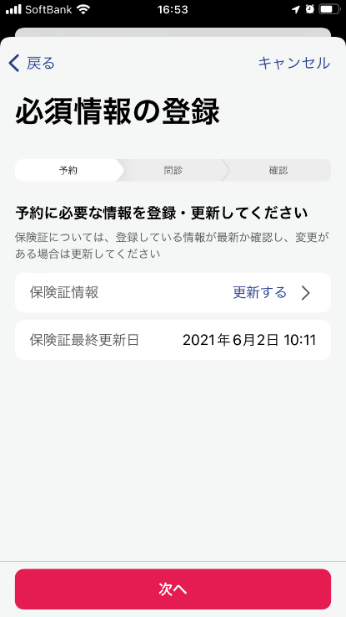 SoftBank 16:53
戻る キャンセル
必須情報の登録
予約 問診 確認
予約に必要な情報を登録・更新してください
保険証については、登録している情報が最新か確認し、変更が
ある場合は更新してください
保険証情報 更新する
保険証最終更新日 2021年6月2日 10:11
次へ